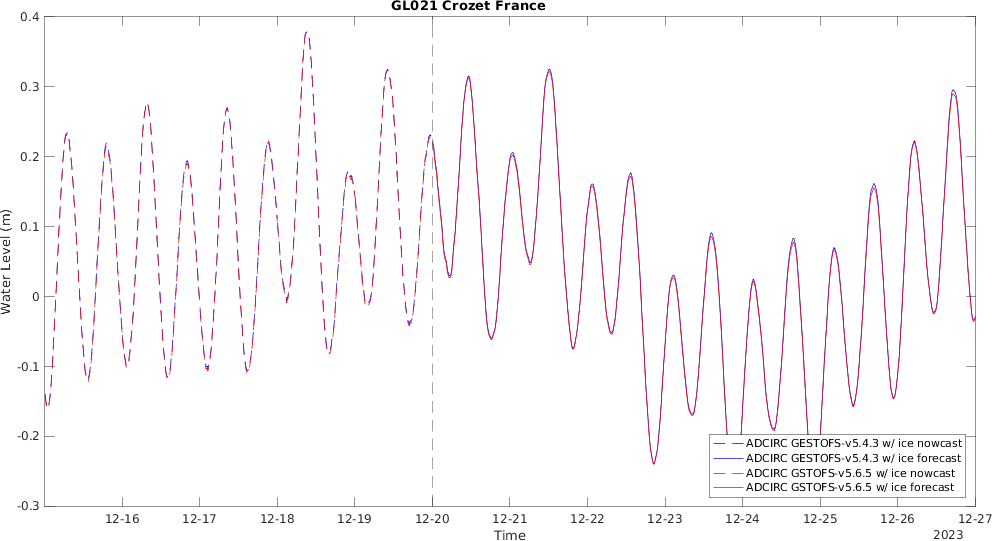 GL021 Crozet France
0.4
0.3
0.2
0.1
0
-0.1
-0.2
-0.3
Water Level (m)
ADCIRC GESTOFS-v5.4.3 w/ ice nowcast
ADCIRC GESTOFS-v5.4.3 w/ ice forecast
ADCIRC GSTOFS-v5.6.5 w/ ice nowcast
ADCIRC GSTOFS-v5.6.5 w/ ice forecast
12-16 12-17 12-18 12-19 12-20 12-21 12-22 12-23 12-24 12-25 12-26 12-27
Time
2023